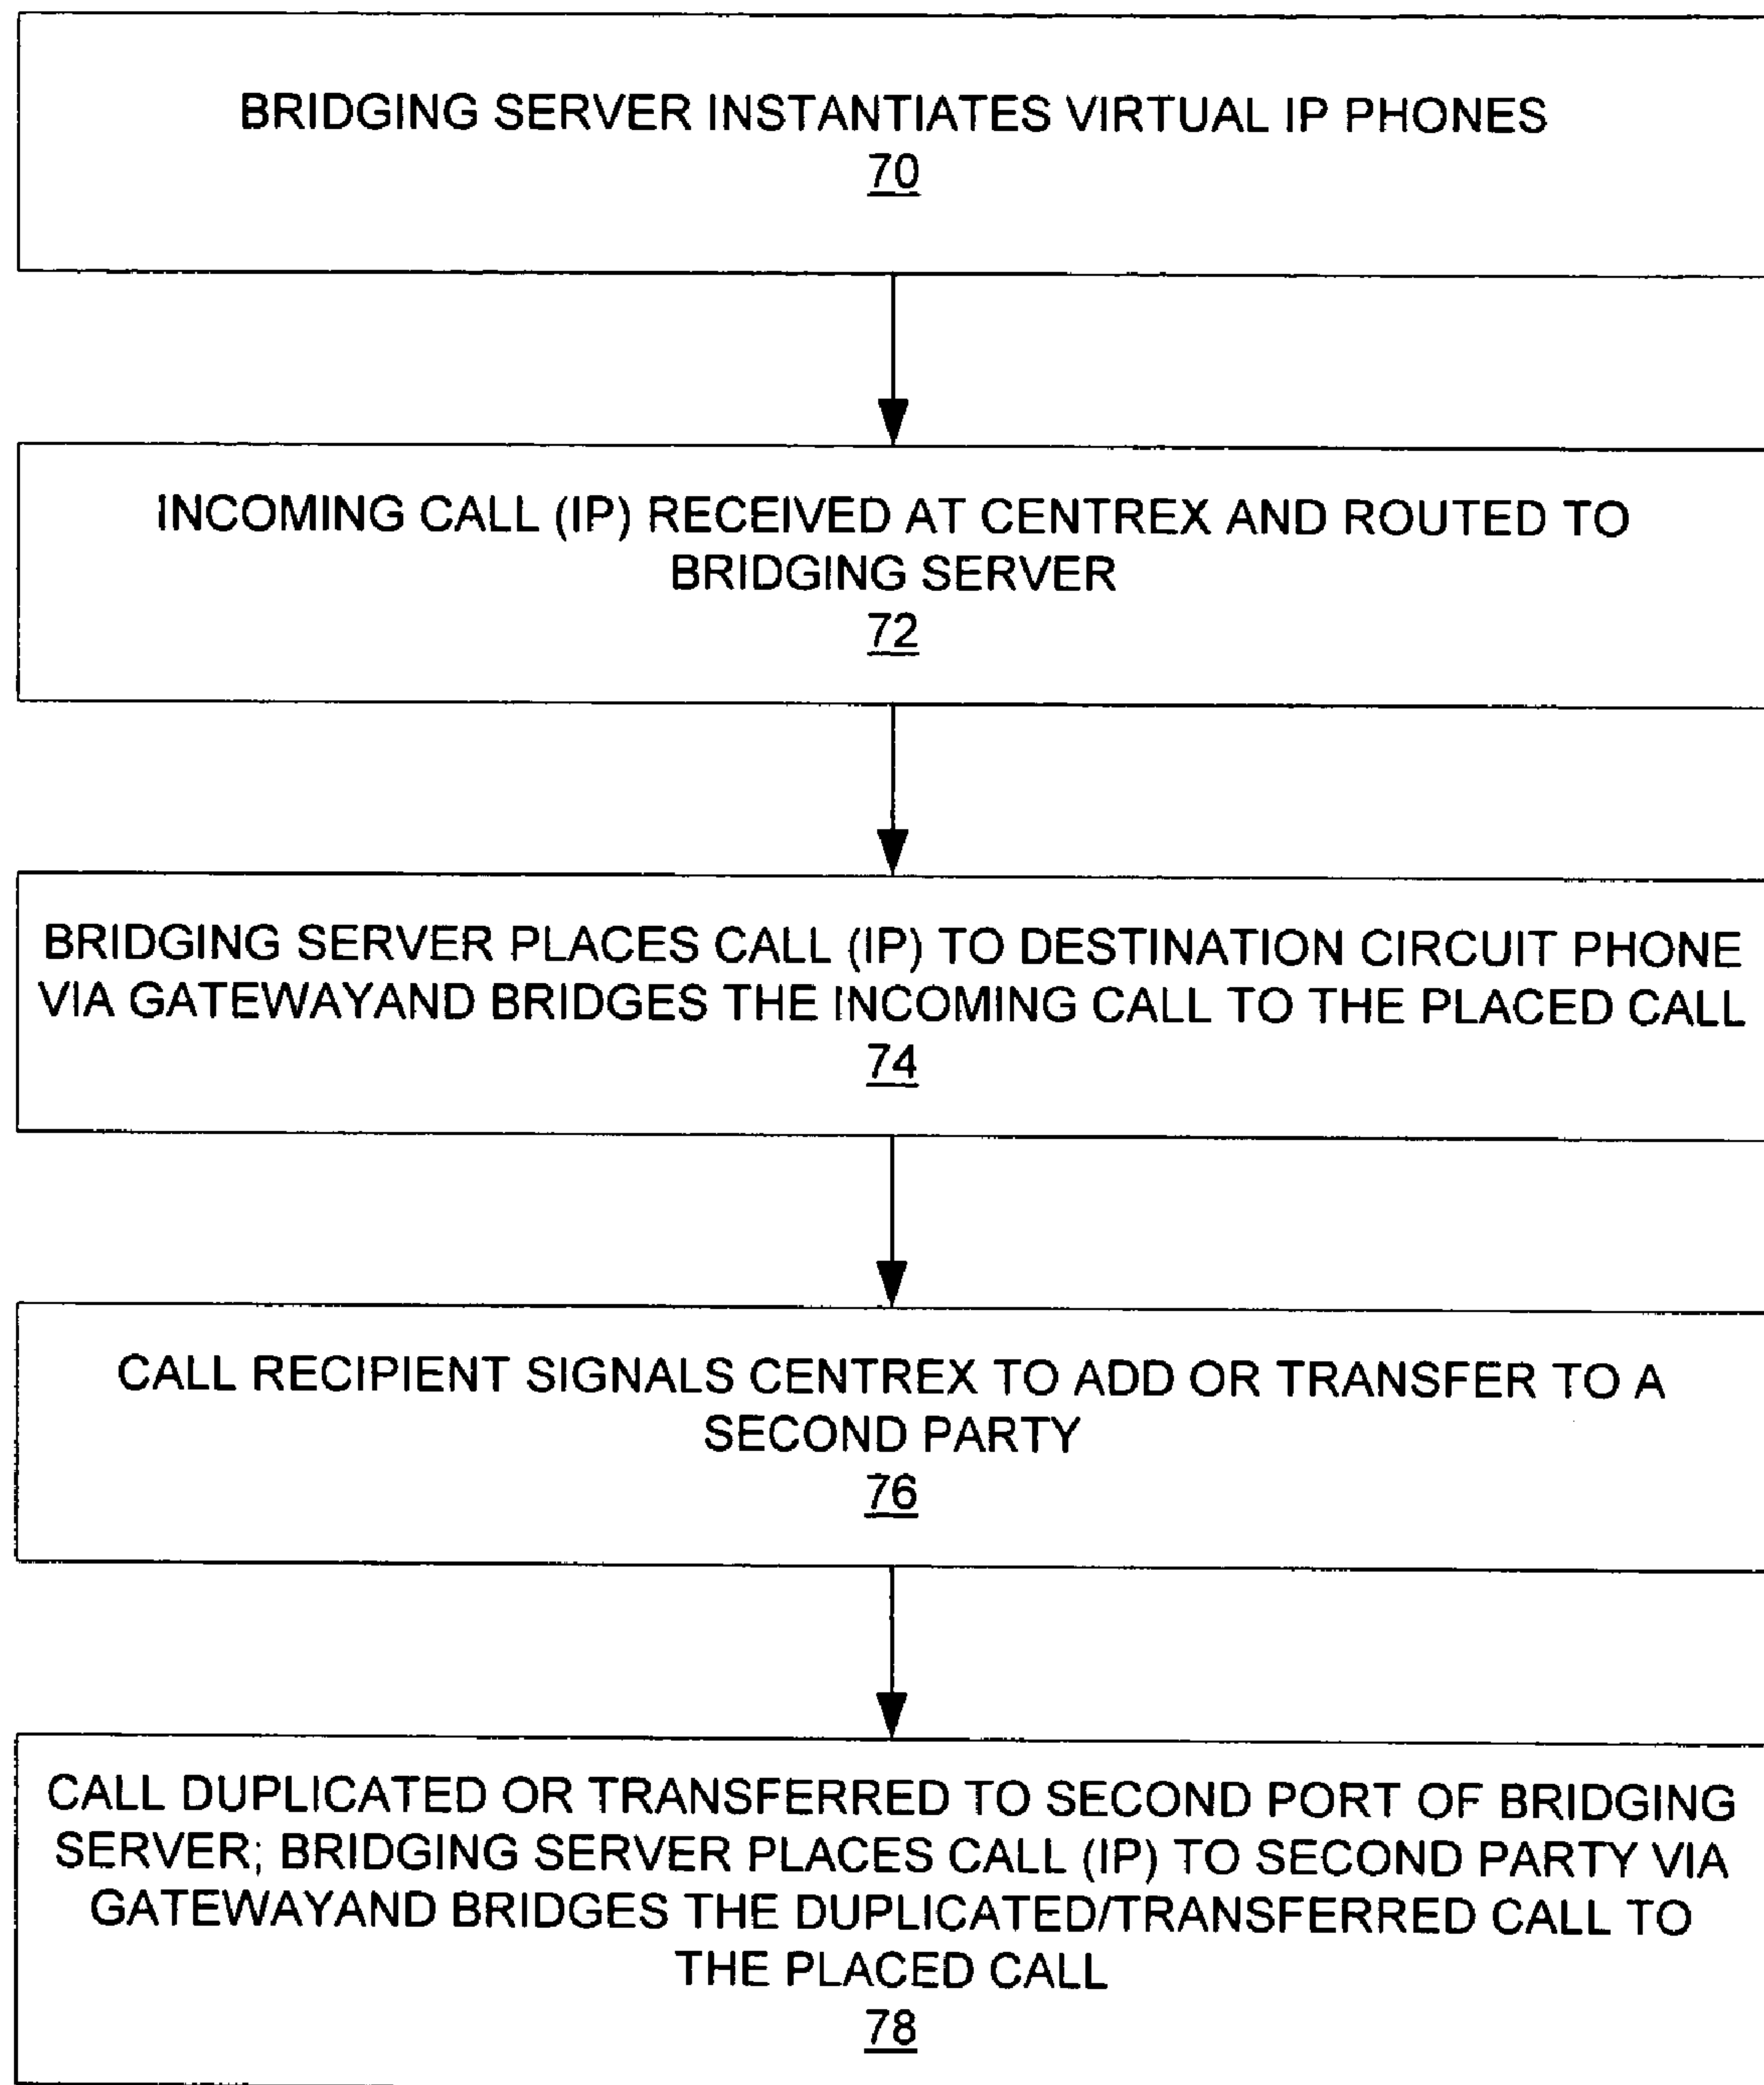 BRIDGING SERVER INSTANTIATES VIRTUAL IP PHONES
70
INCOMING CALL (IP) RECEIVED AT CENTREX AND ROUTED TO
BRIDGING SERVER
72
BRIDGING SERVER PLACES CALL (IP) TO DESTINATION CIRCUIT PHONE
VIA GATEWAYAND BRIDGES THE INCOMING CALL TO THE PLACED CALL
74
CALL RECIPIENT SIGNALS CENTREX TO ADD OR TRANSFER TO A
SECOND PARTY
76
CALL DUPLICATED OR TRANSFERRED TO SECOND PORT OF BRIDGING
SERVER; BRIDGING SERVER PLACES CALL (IP) TO SECOND PARTY VIA
GATEWAYAND BRIDGES THE DUPLICATED/TRANSFERRED CALL TO
THE PLACED CALL
78